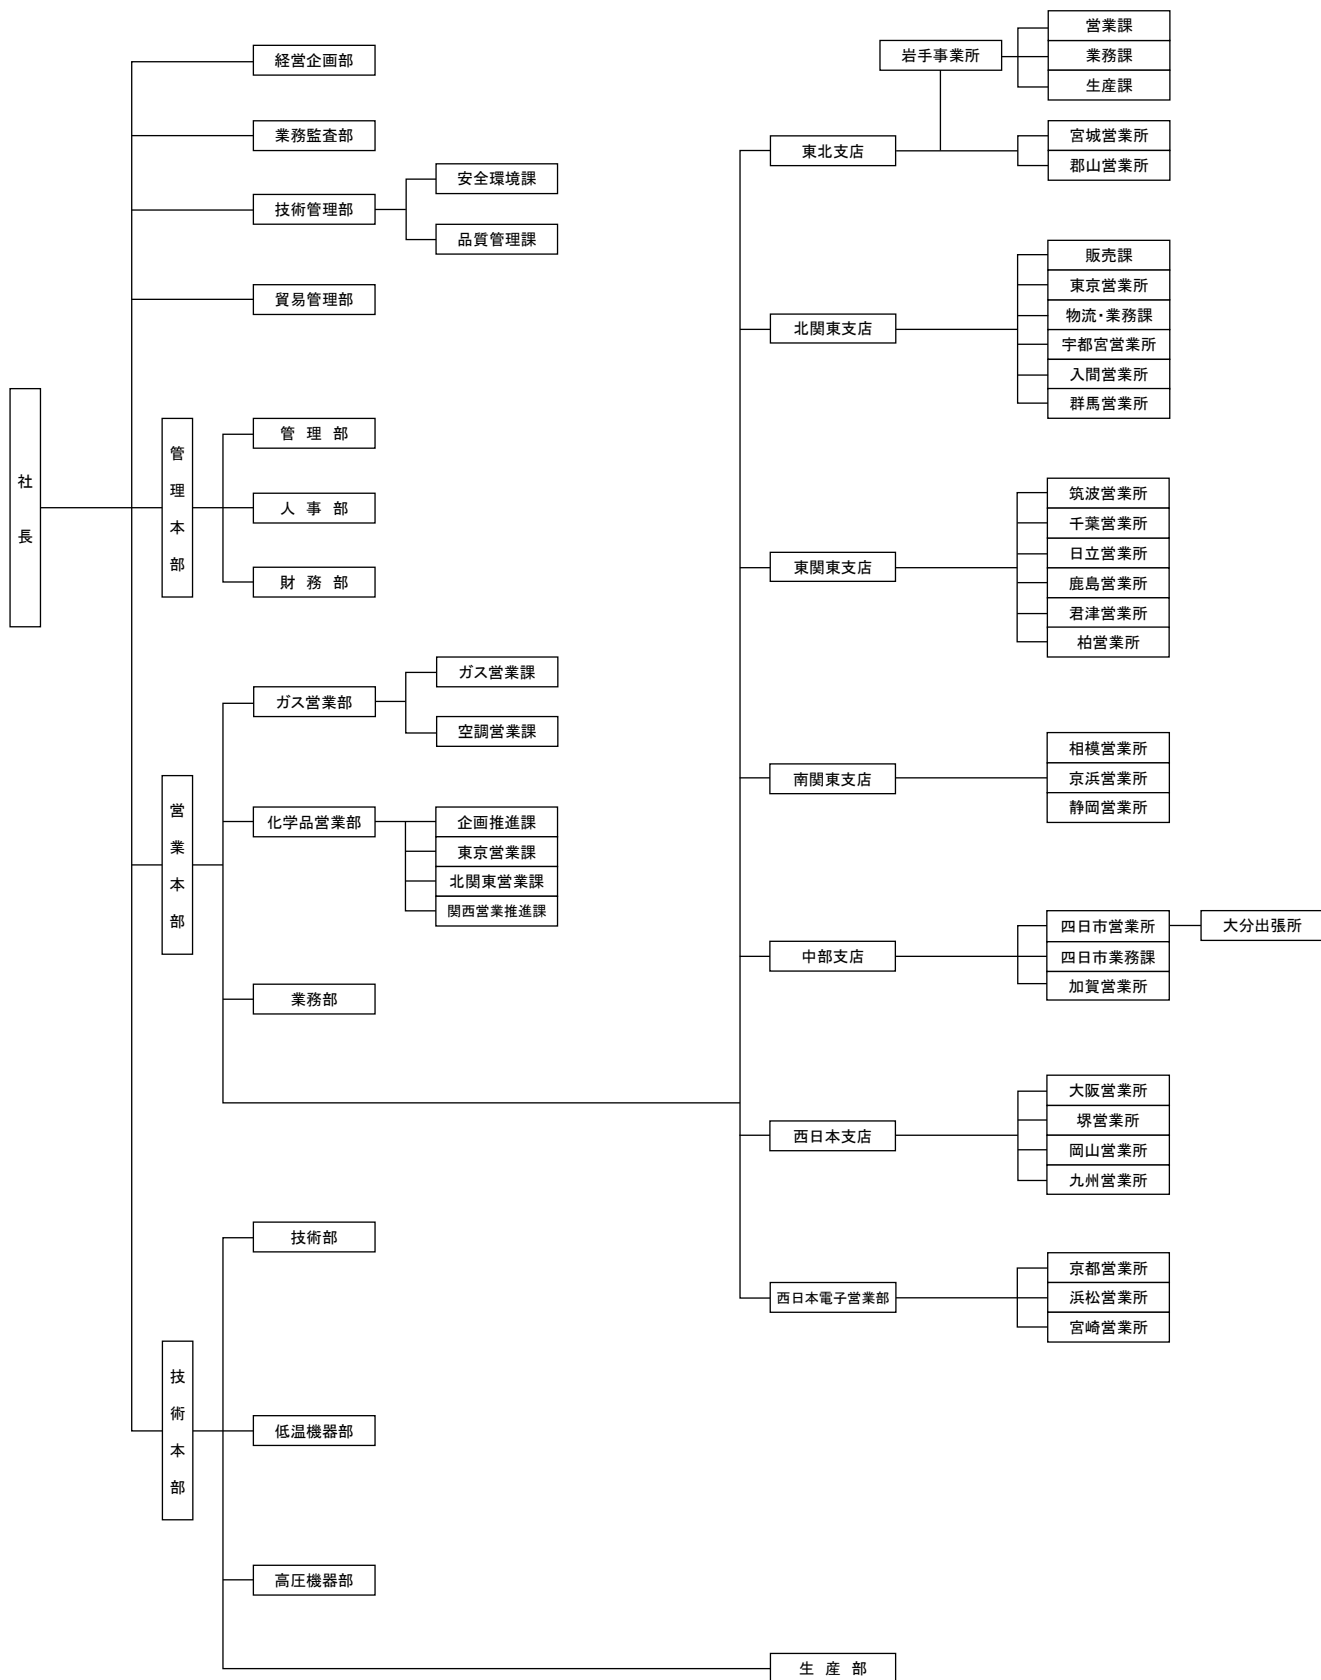 社長
経営企画部
業務監査部
技術管理部
安全環境課
品質管理課
貿易管理部
管理本部
管理部
人事部
財務部
営業本部
ガス営業部
ガス営業課
空調営業課
化学品営業部
企画推進課
東京営業課
北関東営業課
関西営業推進課
業務部
東北支店
岩手事業所
営業課
業務課
生産課
宮城営業所
郡山営業所
北関東支店
販売課
東京営業所
物流・業務課
宇都宮営業所
入間営業所
群馬営業所
東関東支店
筑波営業所
千葉営業所
日立営業所
鹿島営業所
君津営業所
柏営業所
南関東支店
相模営業所
京浜営業所
静岡営業所
中部支店
四日市営業所
大分出張所
四日市業務課
加賀営業所
西日本支店
大阪営業所
堺営業所
岡山営業所
九州営業所
西日本電子営業部
京都営業所
浜松営業所
宮崎営業所
技術本部
技術部
低温機器部
高圧機器部
生産部